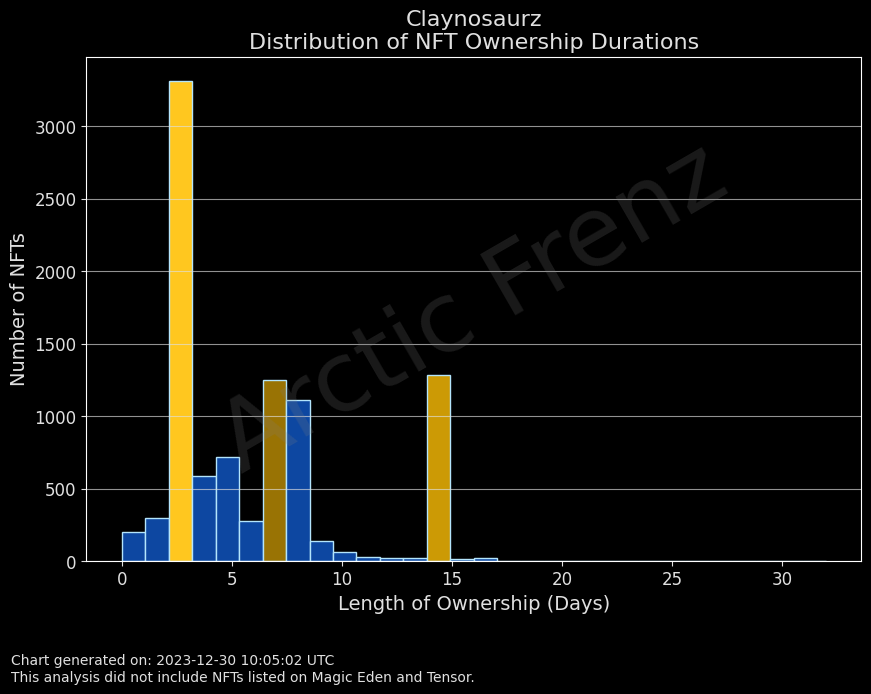 Claynosaurz
Distribution of NFT Ownership Durations
3000
2500
2000
1500
1000
500
0
Number of NFTs
Arctic Frenz
0 5 10 15 20 25 30
Length of Ownership (Days)
Chart generated on: 2023-12-30 10:05:02 UTC
This analysis did not include NFTs listed on Magic Eden and Tensor.